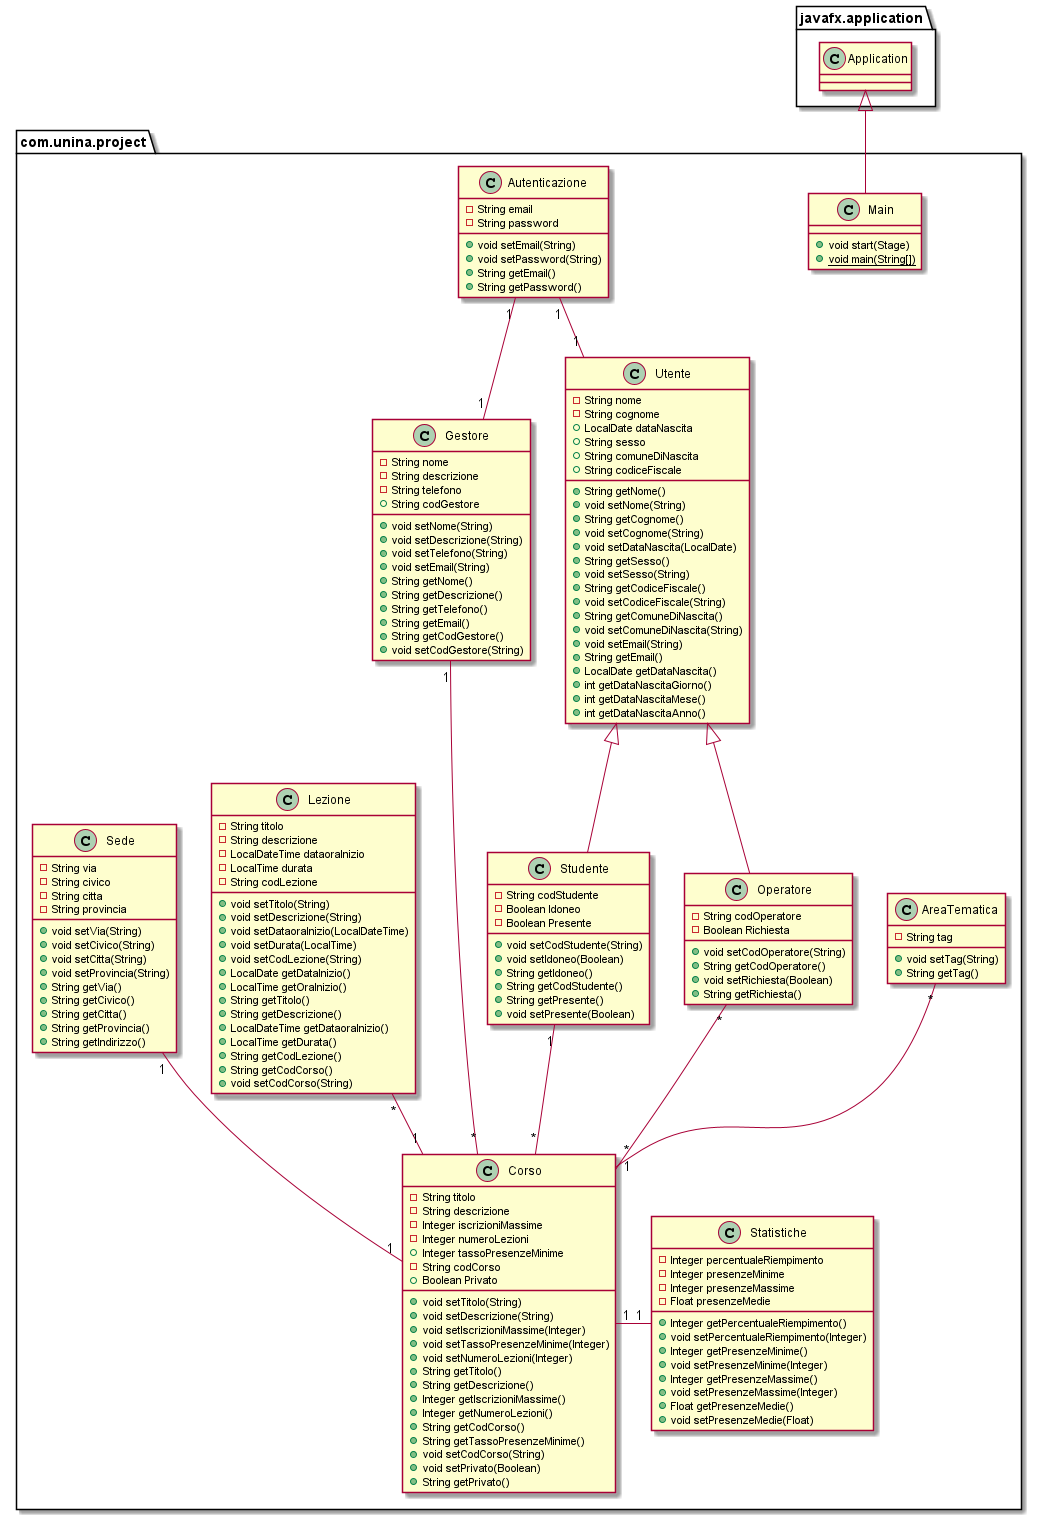 javafx.application
C Application
com.unina.project
C Autenticazione
String email
String password
void setEmail(String)
void setPassword(String)
String getEmail()
String getPassword()
C Main
void start(Stage)
void main(String[])
1
1
1
1
C Utente
String nome
String cognome
LocalDate dataNascita
String sesso
String comuneDiNascita
String codiceFiscale
String getNome()
void setNome(String)
String getCognome()
void setCognome(String)
void setDataNascita(LocalDate)
String getSesso()
void setSesso(String)
String getCodiceFiscale()
void setCodiceFiscale(String)
String getComuneDiNascita()
void setComuneDiNascita(String)
void setEmail(String)
String getEmail()
LocalDate getDataNascita()
int getDataNascitaGiorno()
int getDataNascitaMese()
int getDataNascitaAnno()
C Gestore
String nome
String descrizione
String telefono
String codGestore
void setNome(String)
void setDescrizione(String)
void setTelefono(String)
void setEmail(String)
String getNome()
String getDescrizione()
String getTelefono()
String getEmail()
String getCodGestore()
void setCodGestore(String)
1
C Sede
String via
String civico
String citta
String provincia
void setVia(String)
void setCivico(String)
void setCitta(String)
void setProvincia(String)
String getVia()
String getCivico()
String getCitta()
String getProvincia()
String getIndirizzo()
1
C Lezione
String titolo
String descrizione
LocalDateTime dataoraInizio
LocalTime durata
String codLezione
void setTitolo(String)
void setDescrizione(String)
void setDataoraInizio(LocalDateTime)
void setDurata(LocalTime)
void setCodLezione(String)
LocalDate getDataInizio()
LocalTime getOraInizio()
String getTitolo()
String getDescrizione()
LocalDateTime getDataoraInizio()
LocalTime getDurata()
String getCodLezione()
String getCodCorso()
void setCodCorso(String)
*
C Studente
String codStudente
Boolean Idoneo
Boolean Presente
void setCodStudente(String)
void setIdoneo(Boolean)
String getIdoneo()
String getCodStudente()
String getPresente()
void setPresente(Boolean)
1
C Operatore
String codOperatore
Boolean Richiesta
void setCodOperatore(String)
String getCodOperatore()
void setRichiesta(Boolean)
String getRichiesta()
*
C AreaTematica
String tag
void setTag(String)
String getTag()
*
1
*
*
*
1
1
C Corso
String titolo
String descrizione
Integer iscrizioniMassime
Integer numeroLezioni
Integer tassoPresenzeMinime
String codCorso
Boolean Privato
void setTitolo(String)
void setDescrizione(String)
void setIscrizioniMassime(Integer)
void setTassoPresenzeMinime(Integer)
void setNumeroLezioni(Integer)
String getTitolo()
String getDescrizione()
Integer getIscrizioniMassime()
Integer getNumeroLezioni()
String getCodCorso()
String getTassoPresenzeMinime()
void setCodCorso(String)
void setPrivato(Boolean)
String getPrivato()
1 1
C Statistiche
Integer percentualeRiempimento
Integer presenzeMinime
Integer presenzeMassime
Float presenzeMedie
Integer getPercentualeRiempimento()
void setPercentualeRiempimento(Integer)
Integer getPresenzeMinime()
void setPresenzeMinime(Integer)
Integer getPresenzeMassime()
void setPresenzeMassime(Integer)
Float getPresenzeMedie()
void setPresenzeMedie(Float)